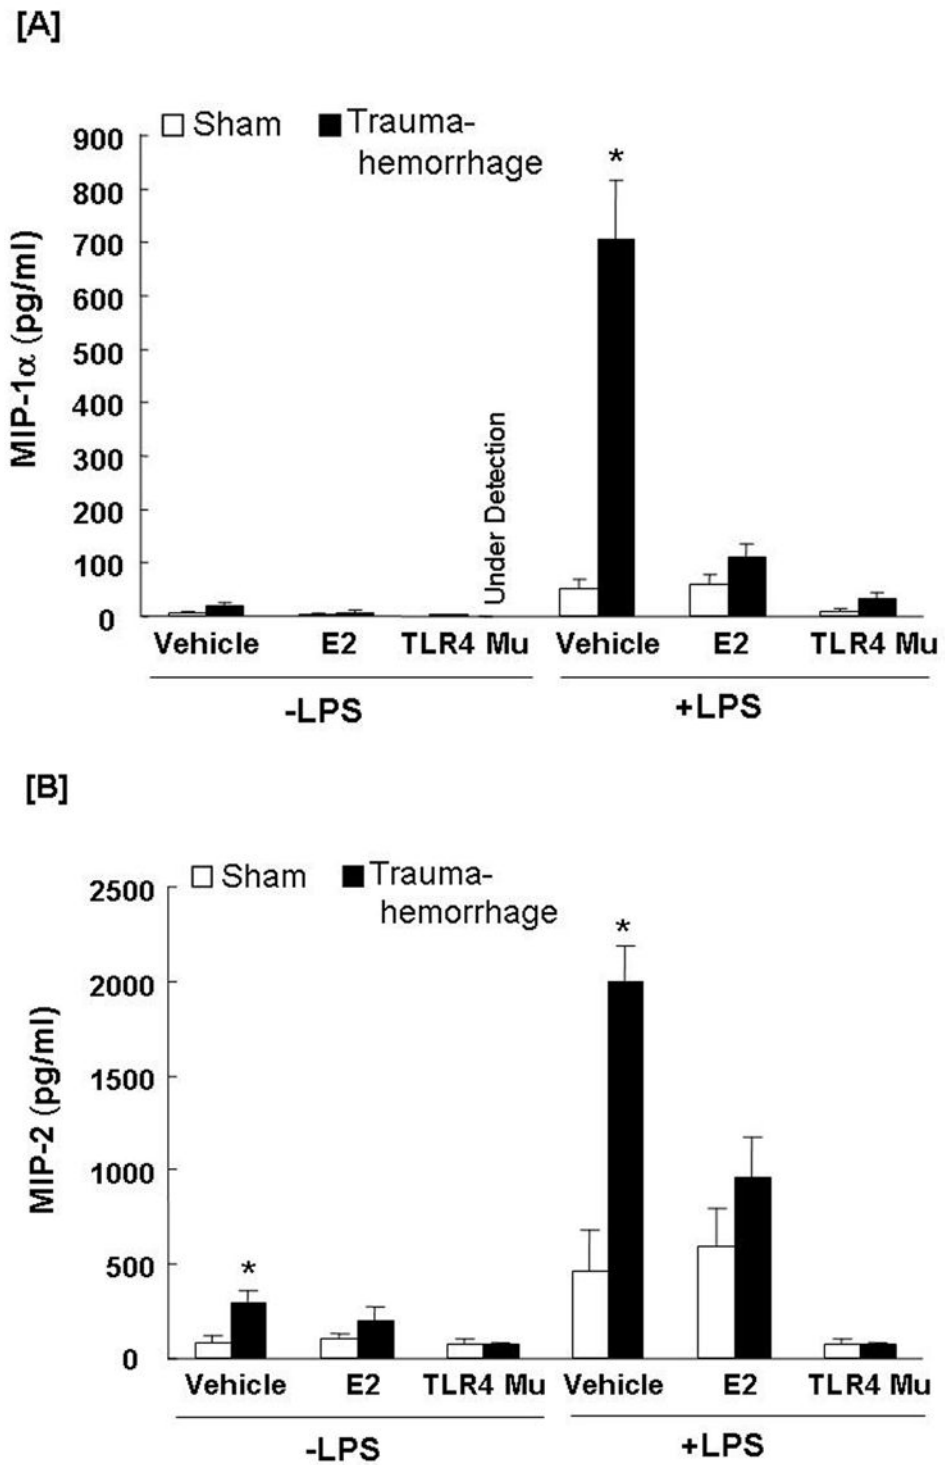 [A]
Sham Trauma-
hemorrhage
900
800
700
600
500
400
300
200
100
0
MIP-1α (pg/ml)
*
Under Detection
Vehicle E2 TLR4 Mu Vehicle E2 TLR4 Mu
-LPS +LPS
[B]
Sham Trauma-
hemorrhage
2500
2000
1500
1000
500
0
MIP-2 (pg/ml)
*
*
Vehicle E2 TLR4 Mu Vehicle E2 TLR4 Mu
-LPS +LPS